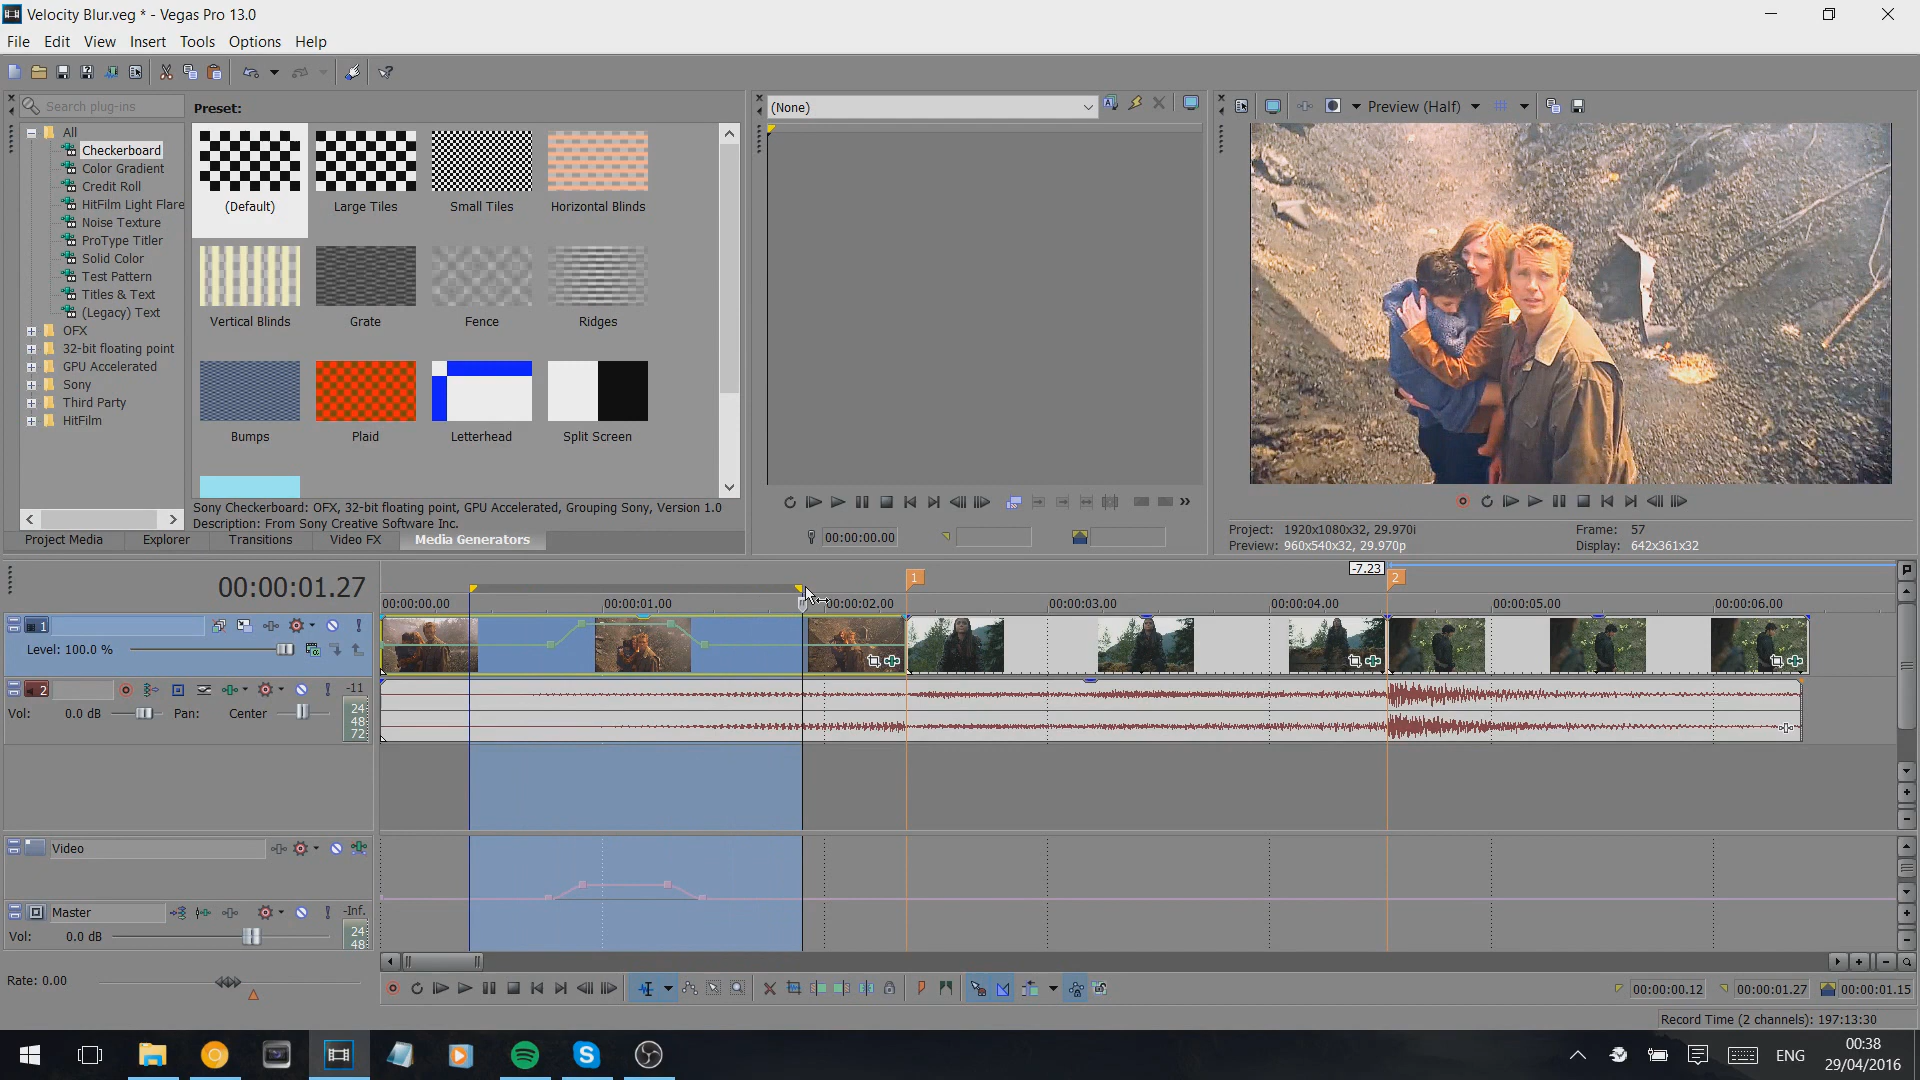 Velocity Blur.veg * - Vegas Pro 13.0
File Edit View Insert Tools Options Help
Search plug-ins
Preset:
All
Checkerboard
Color Gradient
Credit Roll
HitFilm Light Flare
Noise Texture
ProType Titler
Solid Color
Test Pattern
Titles & Text
(Legacy) Text
OFX
32-bit floating point
GPU Accelerated
Sony
Third Party
HitFilm
(Default) Large Tiles Small Tiles Horizontal Blinds
Vertical Blinds Grate Fence Ridges
Bumps Plaid Letterhead Split Screen
Sony Checkerboard: OFX, 32-bit floating point, GPU Accelerated, Grouping Sony, Version 1.0
Description: From Sony Creative Software Inc.
Project Media Explorer Transitions Video FX Media Generators
(None)
00:00:00.00
Preview (Half)
Project: 1920x1080x32, 29.970i
Preview: 960x540x32, 29.970p
Frame: 57
Display: 642x361x32
00:00:01.27
1
-7.23
2
00:00:00.00 00:00:01.00 00:00:02.00 00:00:03.00 00:00:04.00 00:00:05.00 00:00:06.00
1
Level: 100.0 %
2
-11
Vol: 0.0 dB Pan: Center
24
48
72
Video
Master
-Inf.
Vol: 0.0 dB
24
48
Rate: 0.00
00:00:00.12 00:00:01.27 00:00:01.15
Record Time (2 channels): 197:13:30
ENG
00:38
29/04/2016